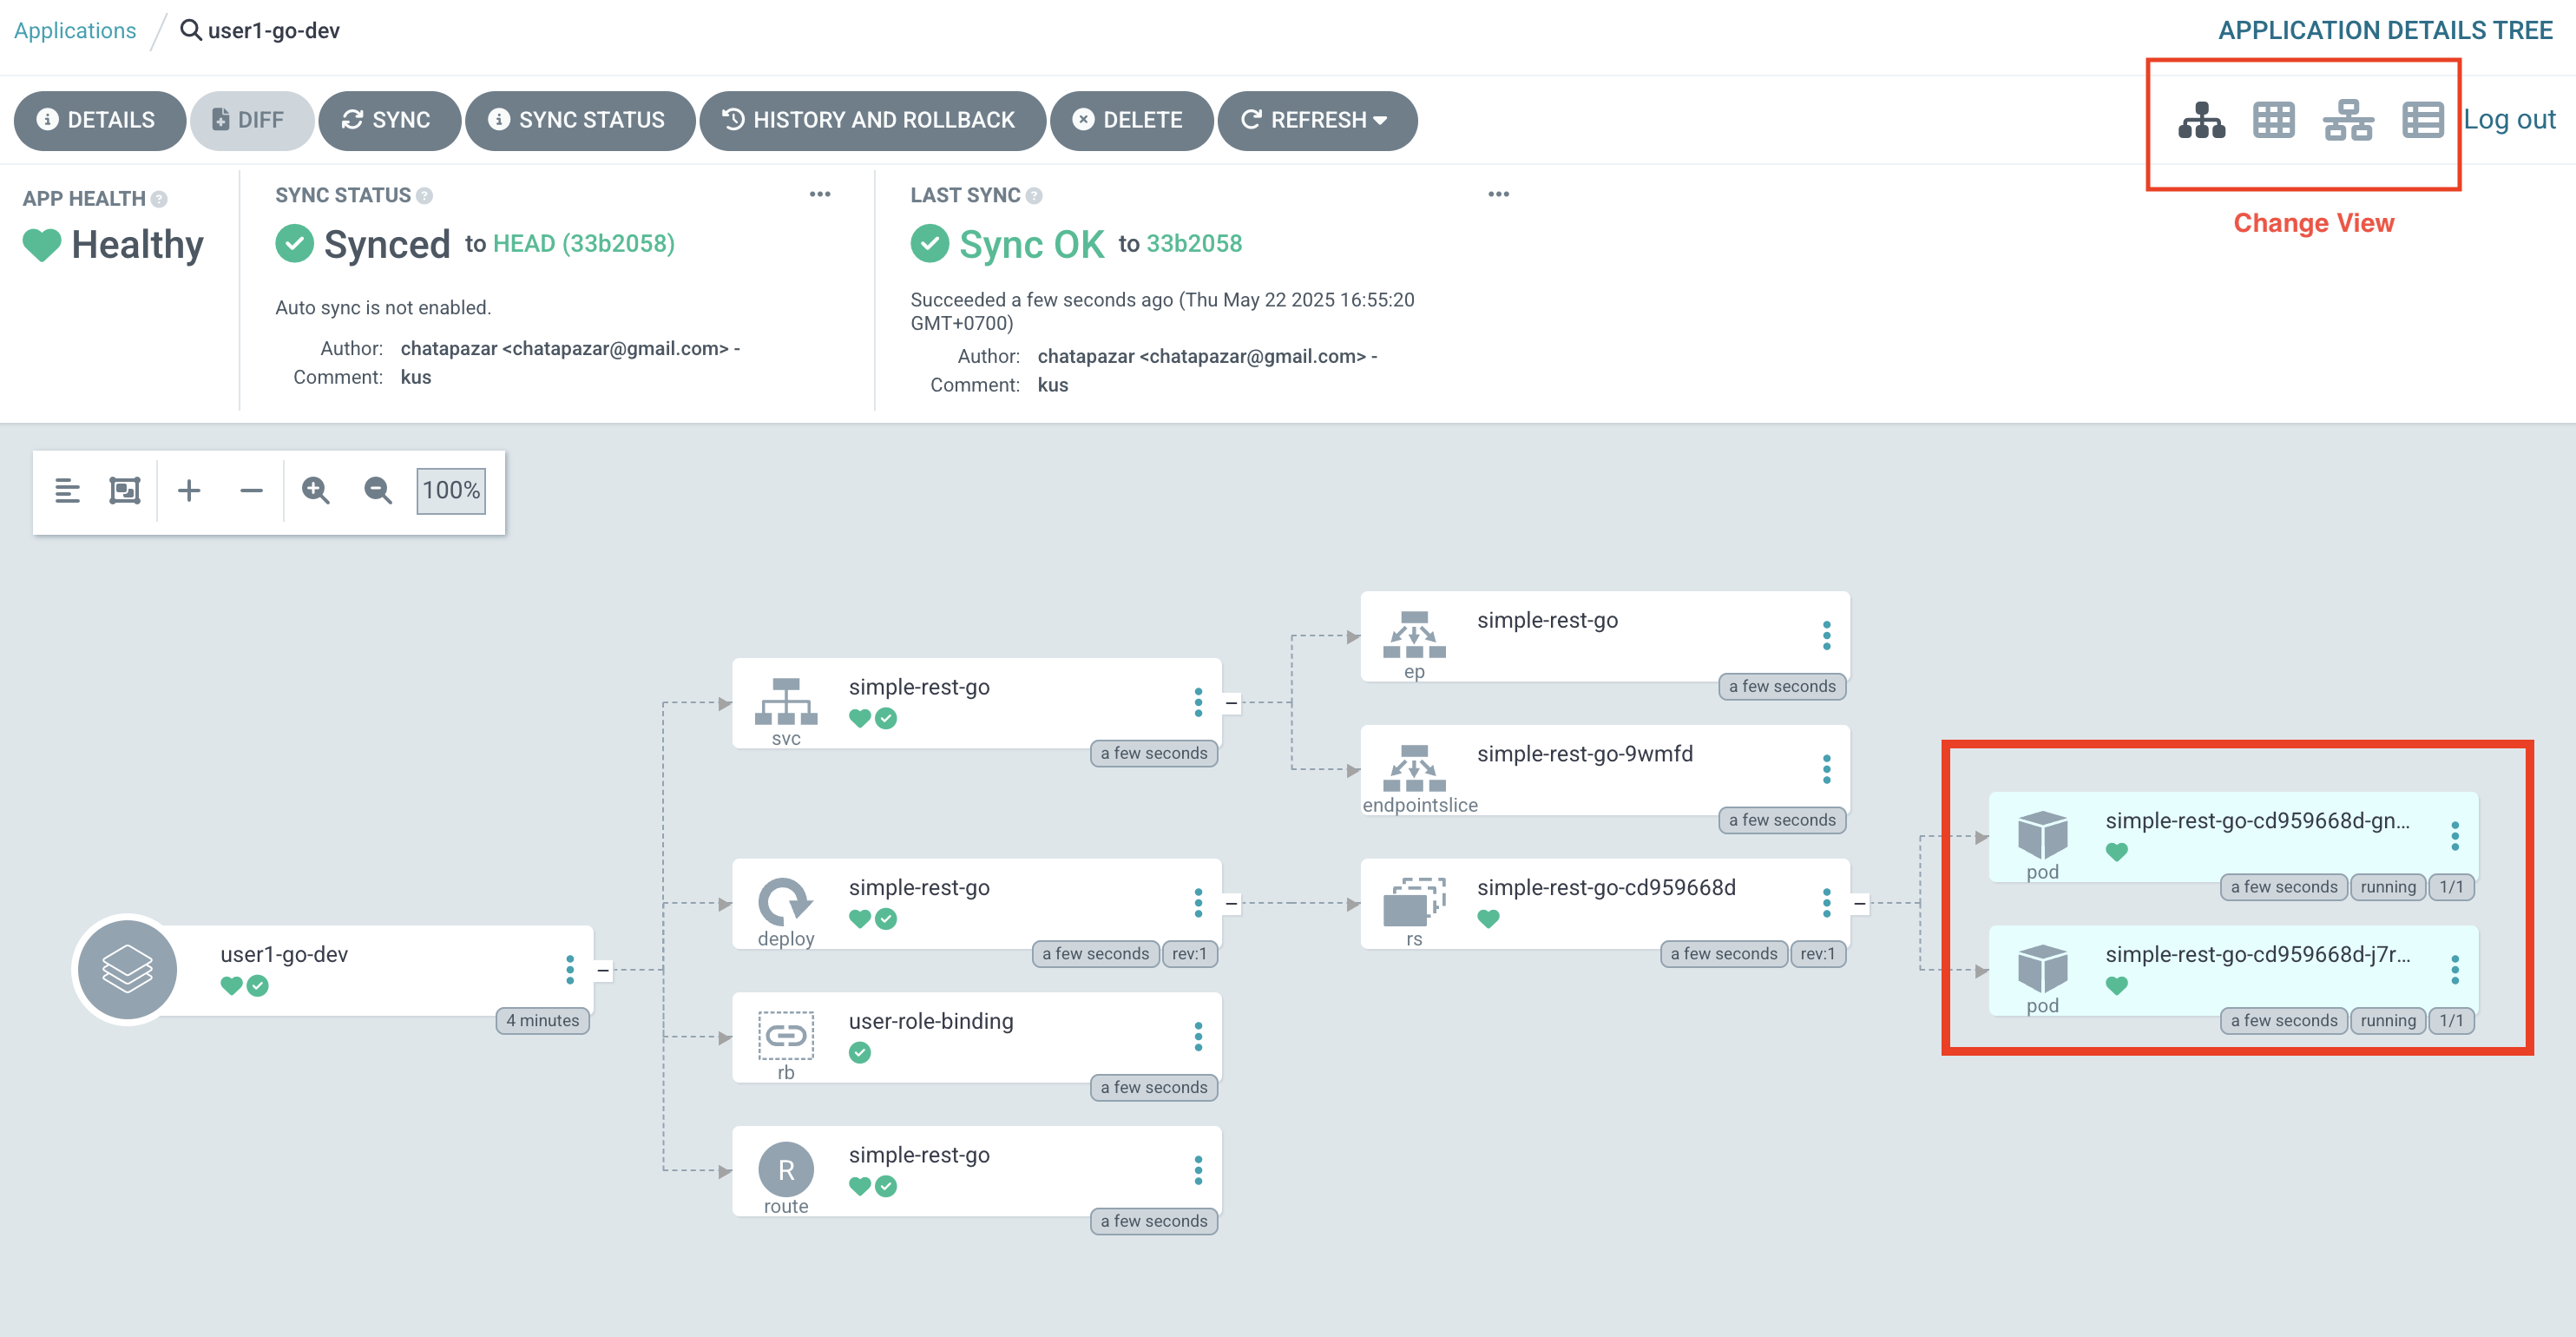 Applications / user1-go-dev
APPLICATION DETAILS TREE
DETAILS
DIFF
SYNC
SYNC STATUS
HISTORY AND ROLLBACK
DELETE
REFRESH
Log out
Change View
APP HEALTH
Healthy
SYNC STATUS
Synced to HEAD (33b2058)
Auto sync is not enabled.
Author: chatapazar <chatapazar@gmail.com> -
Comment: kus
LAST SYNC
Sync OK to 33b2058
Succeeded a few seconds ago (Thu May 22 2025 16:55:20
GMT+0700)
Author: chatapazar <chatapazar@gmail.com> -
Comment: kus
100%
user1-go-dev
4 minutes
simple-rest-go
svc
a few seconds
simple-rest-go
deploy
a few seconds rev:1
user-role-binding
rb
a few seconds
R
simple-rest-go
route
a few seconds
simple-rest-go
ep
a few seconds
simple-rest-go-9wmfd
endpointslice
a few seconds
simple-rest-go-cd959668d
rs
a few seconds rev:1
simple-rest-go-cd959668d-gn...
pod
a few seconds running 1/1
simple-rest-go-cd959668d-j7r...
pod
a few seconds running 1/1